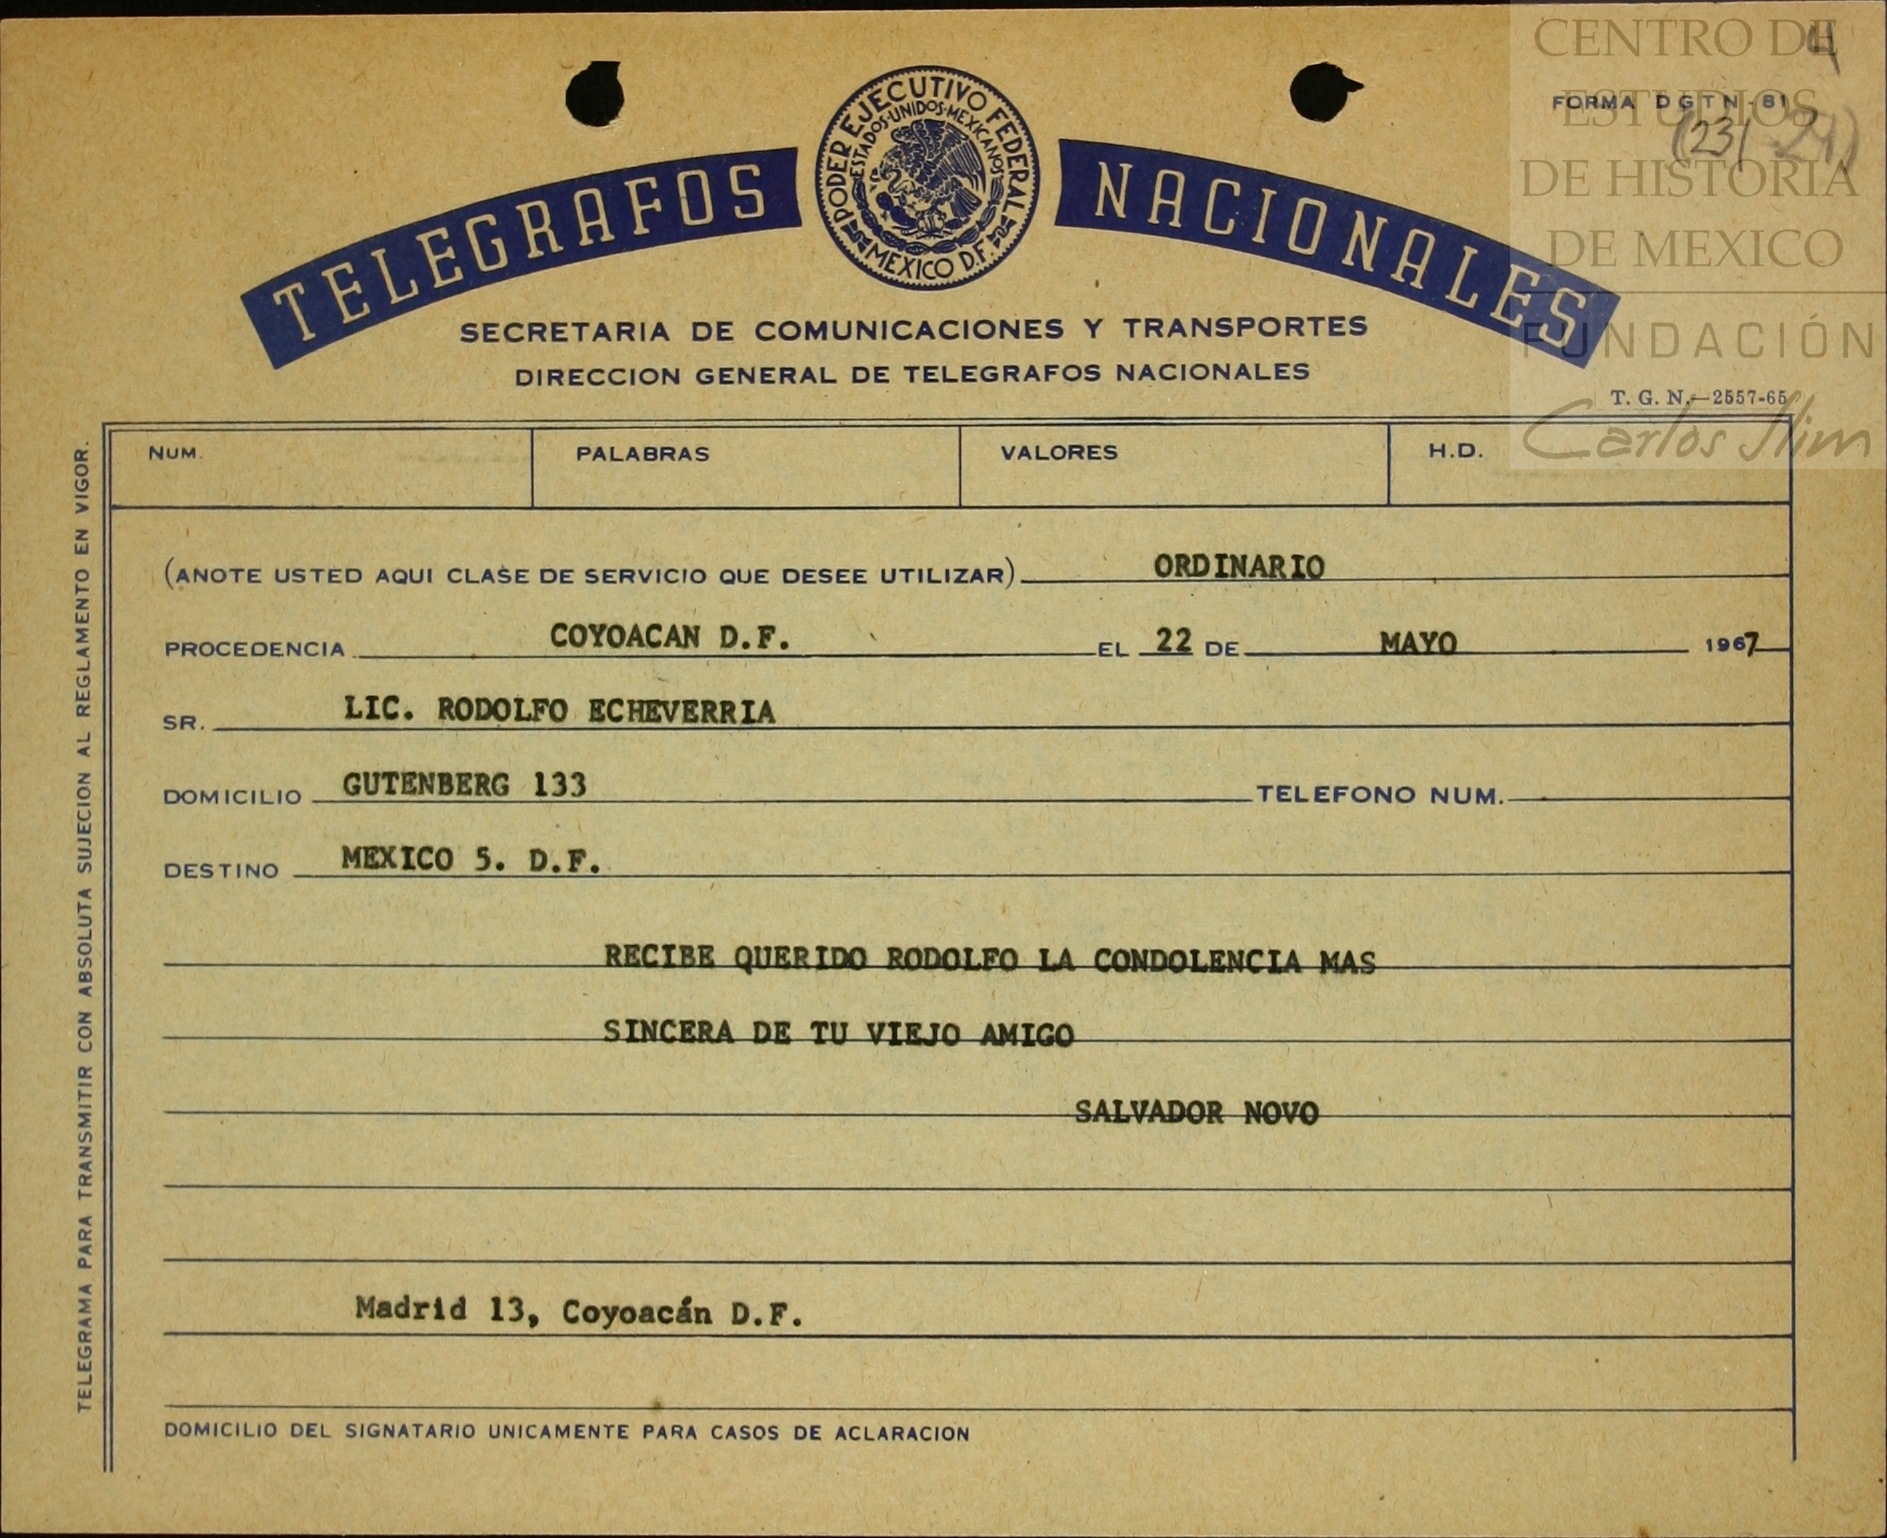 CENTRO DE
ESTUDIOS
DE HISTORIA
DE MEXICO
FUNDACIÓN
Carlos Slim
4
FORMA DGTN-81
(23)
24)
TELEGRAFOS NACIONALES
PODER EJECUTIVO FEDERAL
ESTADOS·UNIDOS·MEXICANOS
MEXICO D.F.
SECRETARIA DE COMUNICACIONES Y TRANSPORTES
DIRECCION GENERAL DE TELEGRAFOS NACIONALES
T. G. N.—2557-65
NUM. PALABRAS VALORES H.D.
(ANOTE USTED AQUI CLASE DE SERVICIO QUE DESEE UTILIZAR) ORDINARIO
PROCEDENCIA COYOACAN D.F. EL 22 DE MAYO 1967
SR. LIC. RODOLFO ECHEVERRIA
DOMICILIO GUTENBERG 133 TELEFONO NUM.
DESTINO MEXICO 5. D.F.
RECIBE QUERIDO RODOLFO LA CONDOLENCIA MAS
SINCERA DE TU VIEJO AMIGO
SALVADOR NOVO
Madrid 13, Coyoacán D.F.
DOMICILIO DEL SIGNATARIO UNICAMENTE PARA CASOS DE ACLARACION
TELEGRAMA PARA TRANSMITIR CON ABSOLUTA SUJECION AL REGLAMENTO EN VIGOR.